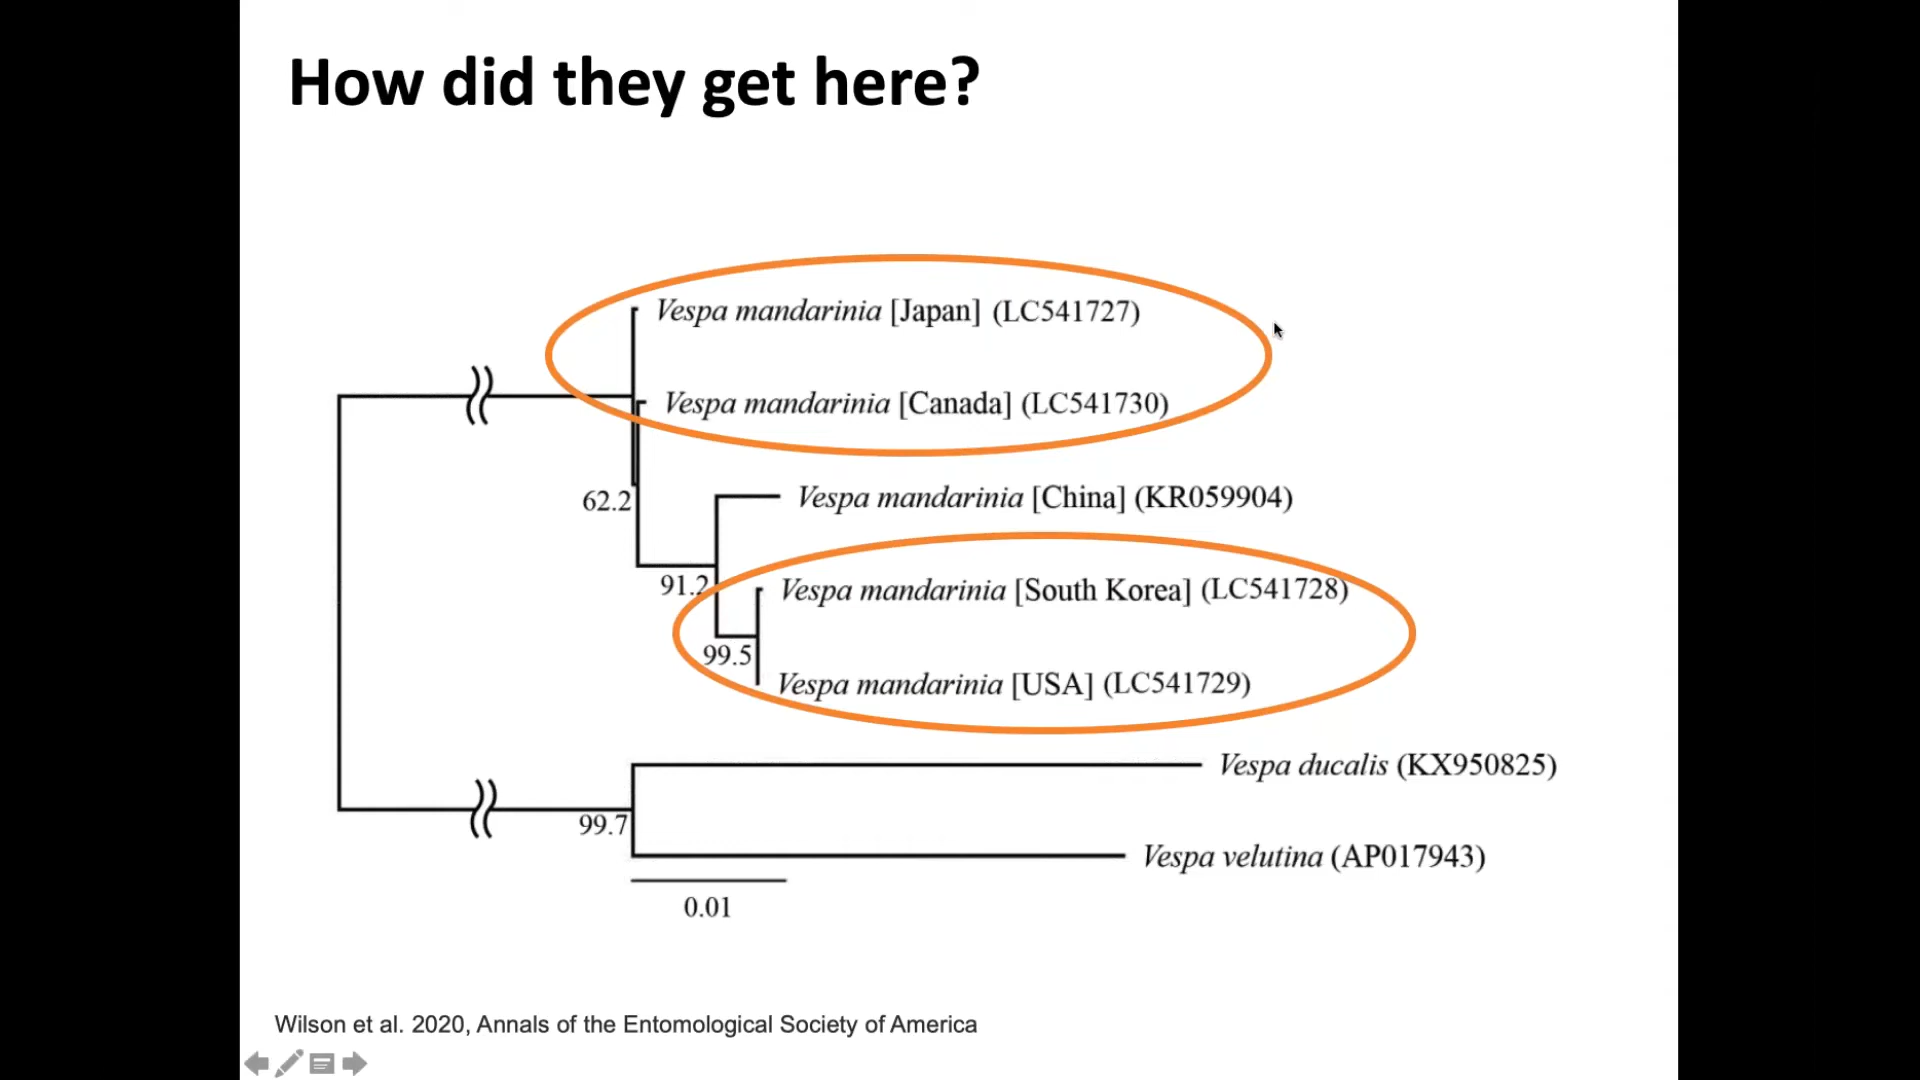 How did they get here?
Vespa mandarinia [Japan] (LC541727)
Vespa mandarinia [Canada] (LC541730)
62.2
Vespa mandarinia [China] (KR059904)
91.2
Vespa mandarinia [South Korea] (LC541728)
99.5
Vespa mandarinia [USA] (LC541729)
Vespa ducalis (KX950825)
99.7
Vespa velutina (AP017943)
0.01
Wilson et al. 2020, Annals of the Entomological Society of America